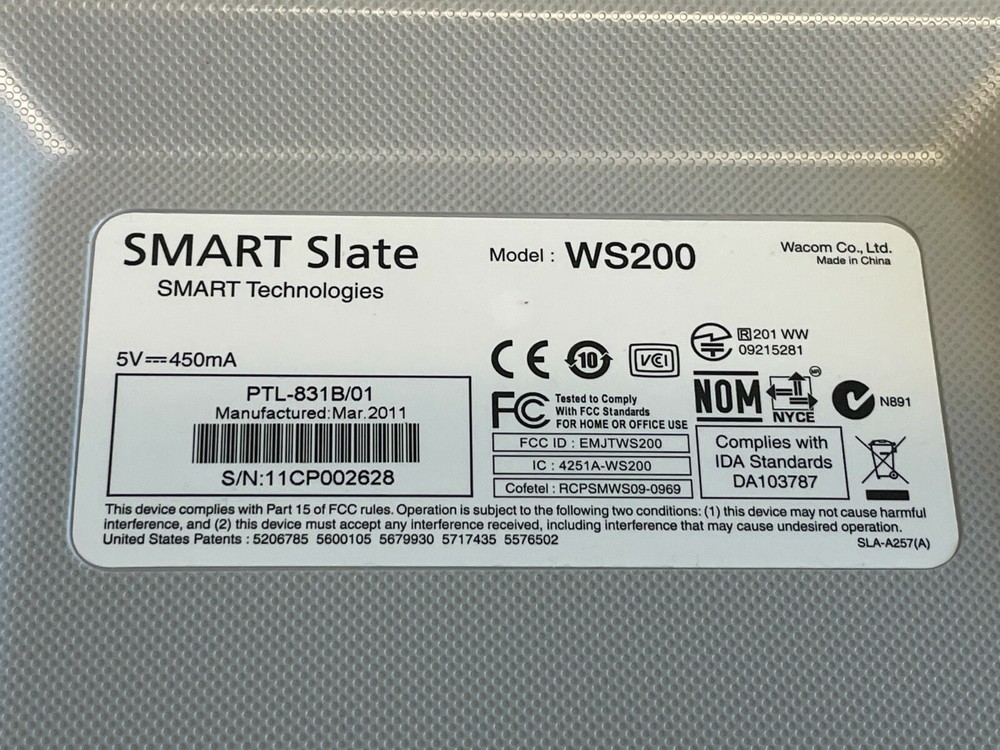 SMART Slate
SMART Technologies
Model : WS200
Wacom Co., Ltd.
Made in China
5V⎓450mA
PTL-831B/01
Manufactured:Mar.2011
S/N:11CP002628
CE
10
VCI
R 201 WW
09215281
FC
Tested to Comply
With FCC Standards
FOR HOME OR OFFICE USE
NOM
NYCE
N891
FCC ID : EMJTWS200
IC : 4251A-WS200
Cofetel : RCPSMWS09-0969
Complies with
IDA Standards
DA103787
This device complies with Part 15 of FCC rules. Operation is subject to the following two conditions: (1) this device may not cause harmful
interference, and (2) this device must accept any interference received, including interference that may cause undesired operation.
United States Patents : 5206785 5600105 5679930 5717435 5576502
SLA-A257(A)